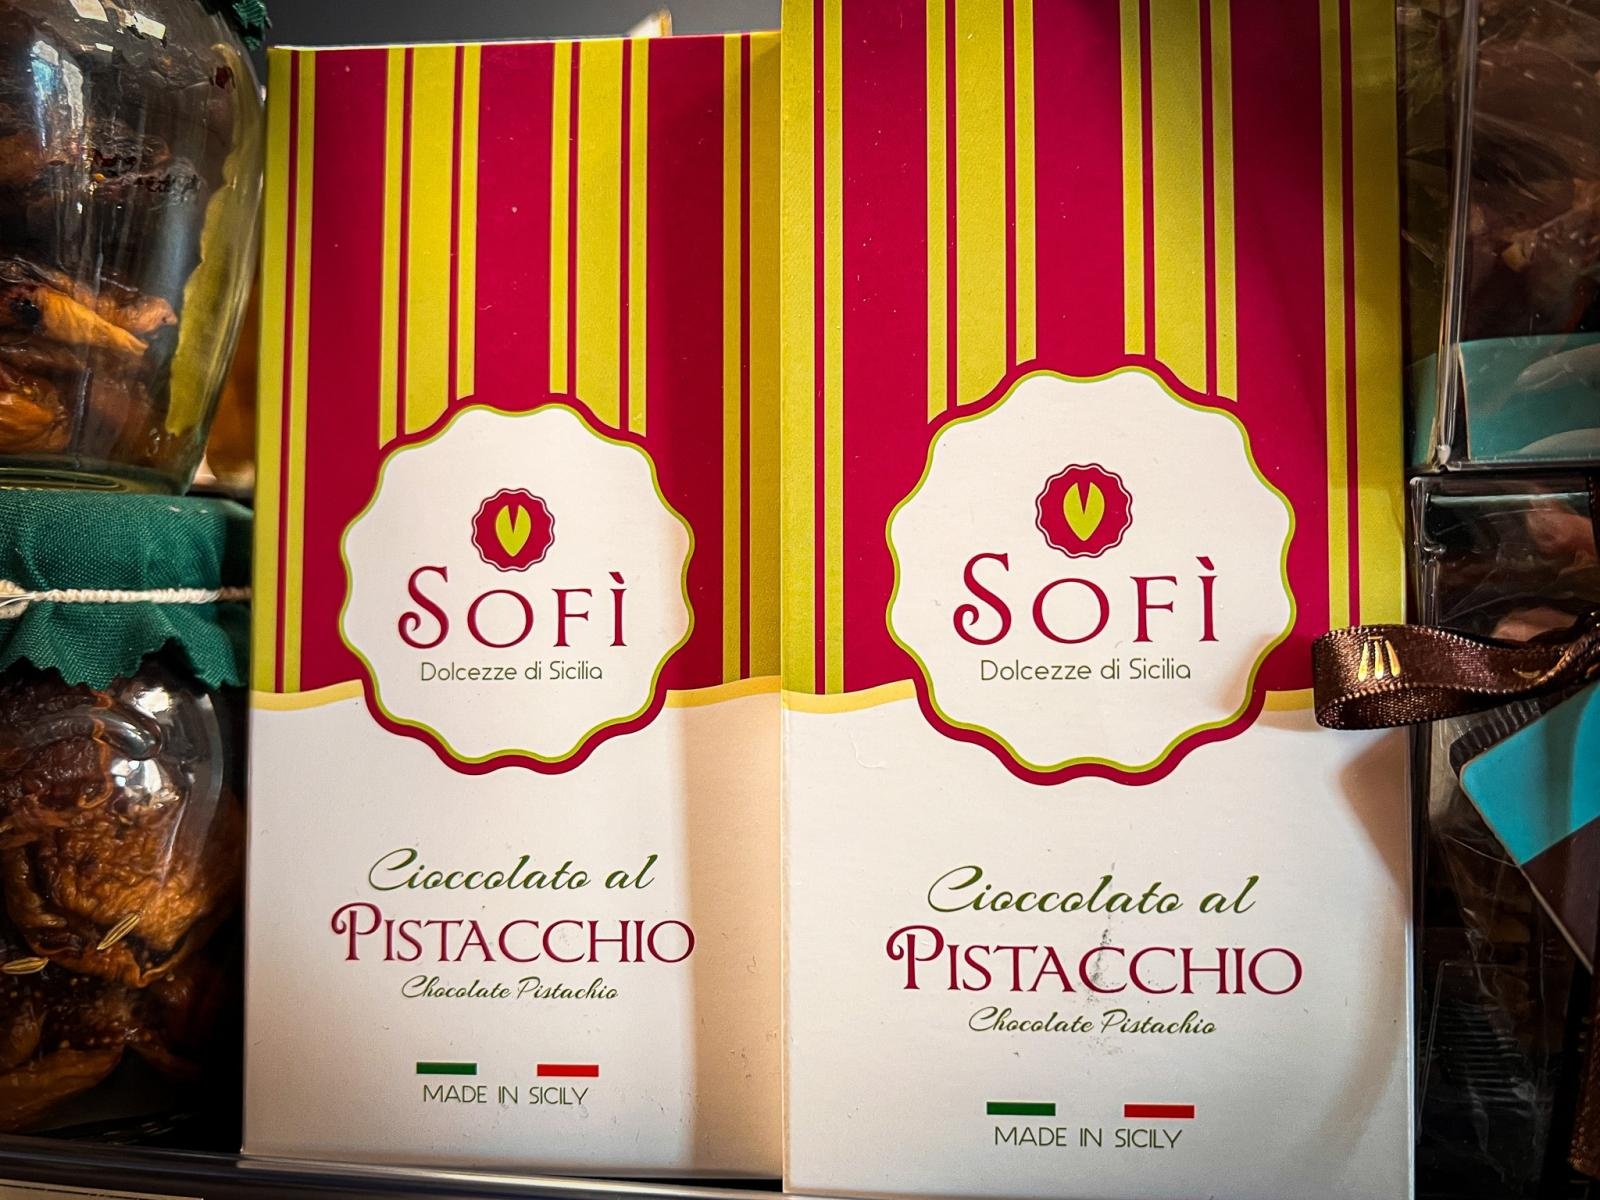 SOFÌ
Dolcezze di Sicilia
Cioccolato al
PISTACCHIO
Chocolate Pistachio
MADE IN SICILY
SOFÌ
Dolcezze di Sicilia
Cioccolato al
PISTACCHIO
Chocolate Pistachio
MADE IN SICILY